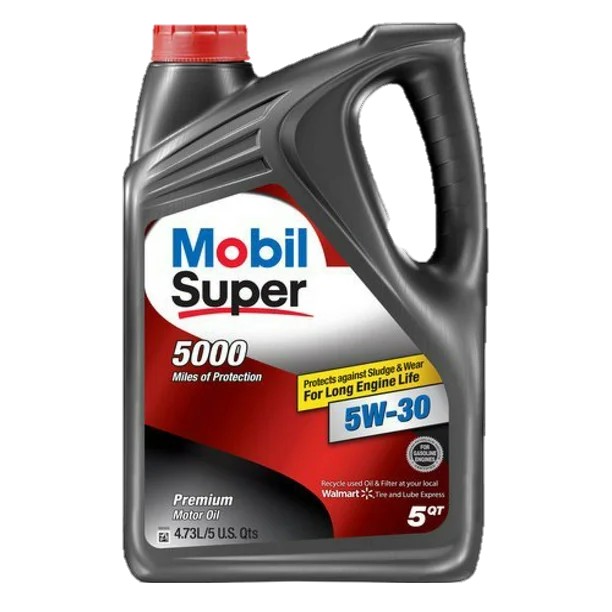 Mobil
Super
5000
Miles of Protection
Protects against Sludge & Wear
For Long Engine Life
5W-30
FOR
GASOLINE
ENGINES
Recycle used Oil & Filter at your local
Walmart Tire and Lube Express
Premium
Motor Oil
4.73L/5 U.S. Qts
5 QT